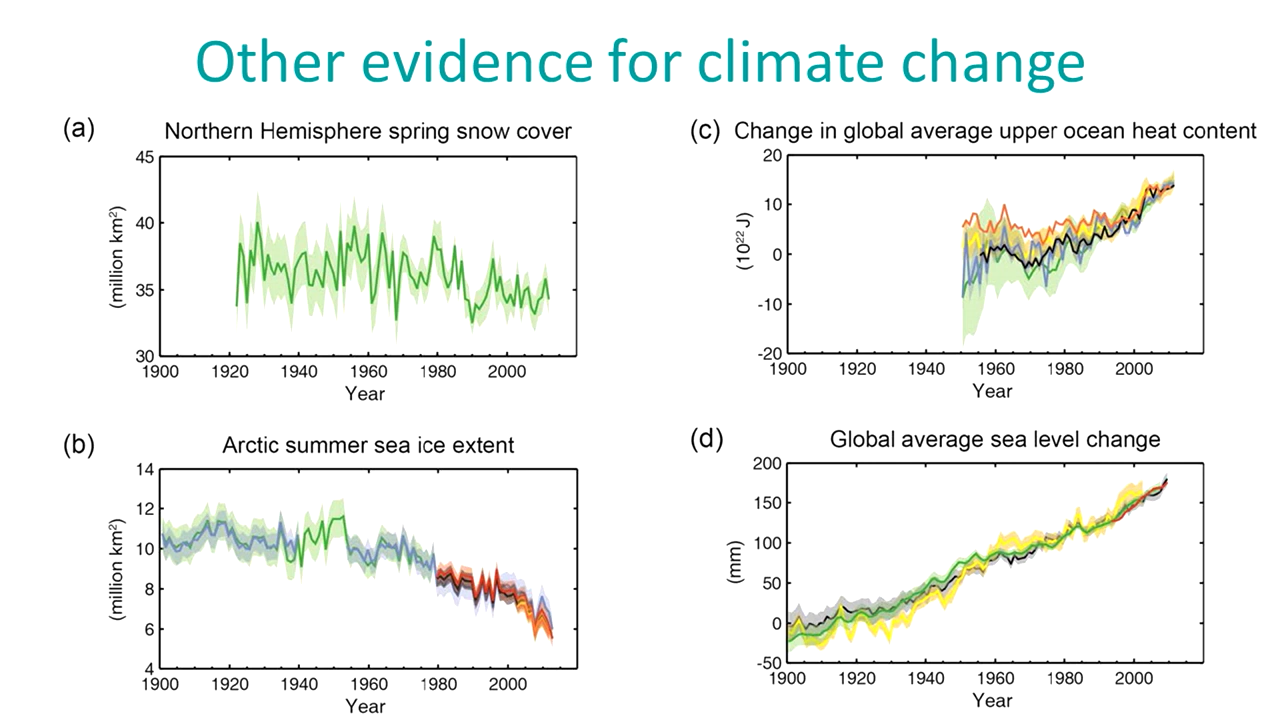 Other evidence for climate change
(a) Northern Hemisphere spring snow cover
45
40
35
30
(million km²)
1900 1920 1940 1960 1980 2000
Year
(b) Arctic summer sea ice extent
14
12
10
8
6
4
(million km²)
1900 1920 1940 1960 1980 2000
Year
(c) Change in global average upper ocean heat content
20
10
0
-10
-20
(10²² J)
1900 1920 1940 1960 1980 2000
Year
(d) Global average sea level change
200
150
100
50
0
-50
(mm)
1900 1920 1940 1960 1980 2000
Year